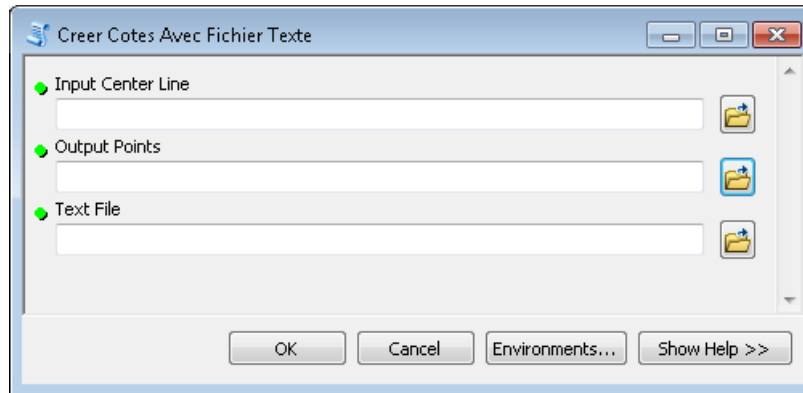 Creer Cotes Avec Fichier Texte
Input Center Line
Output Points
Text File
OK Cancel Environments... Show Help >>